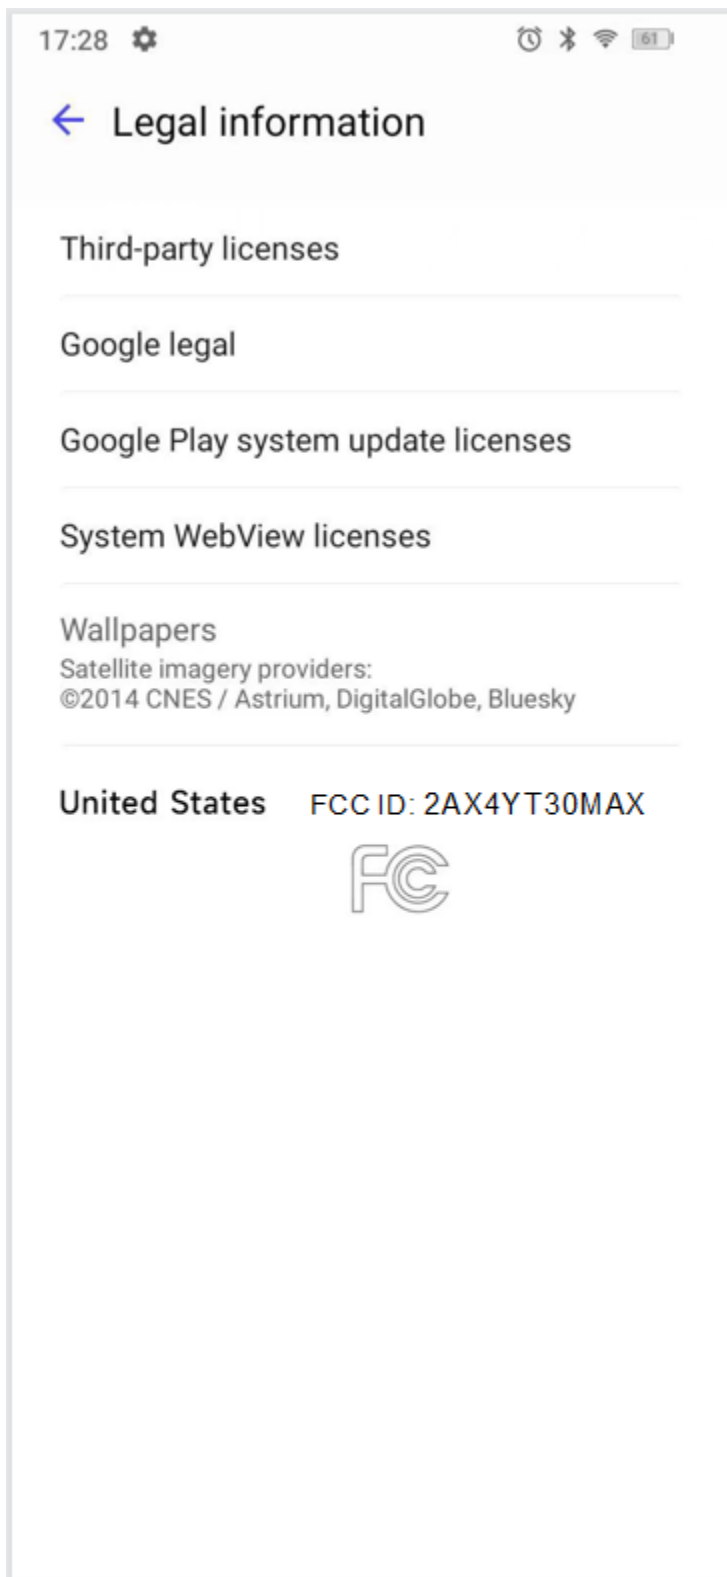 17:28 61
Legal information
Third-party licenses
Google legal
Google Play system update licenses
System WebView licenses
Wallpapers
Satellite imagery providers:
©2014 CNES / Astrium, DigitalGlobe, Bluesky
United States FCC ID: 2AX4YT30MAX
FC